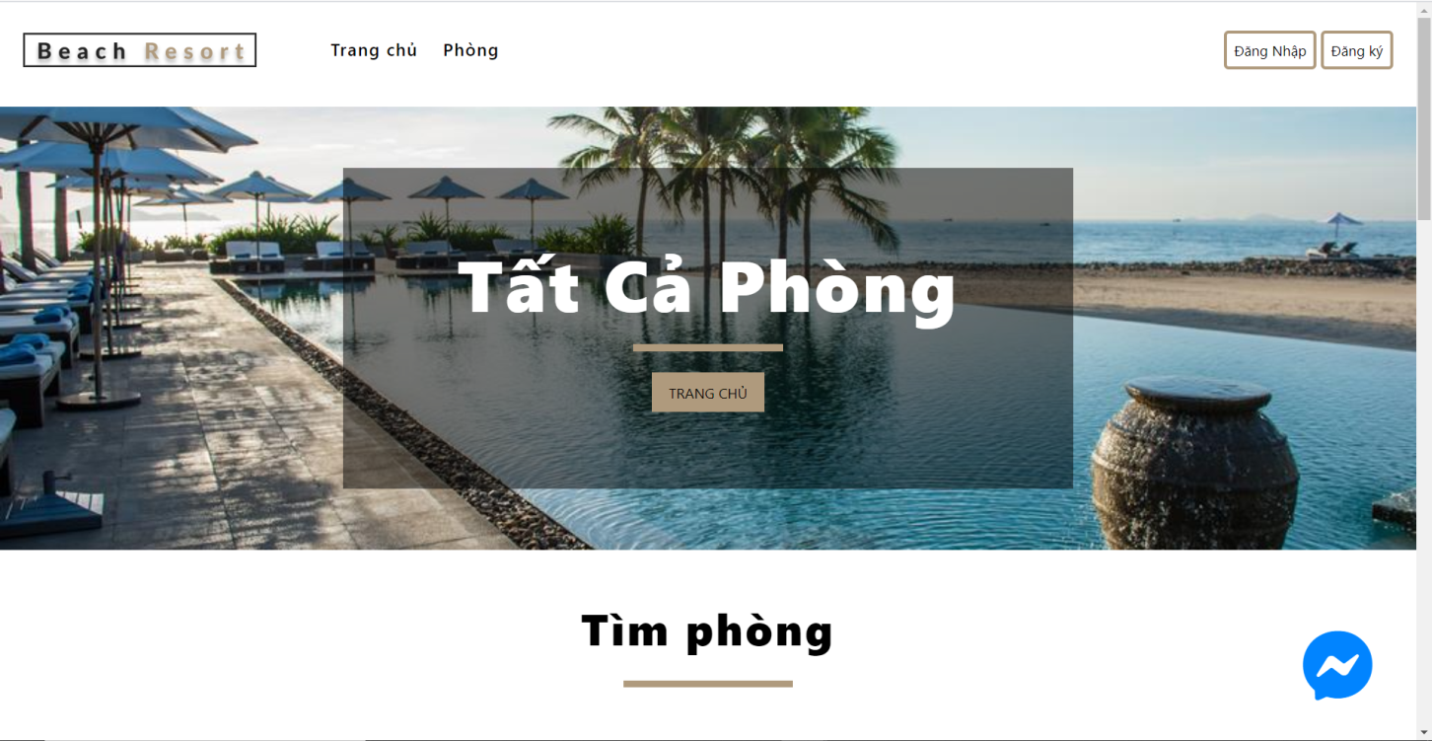 Beach Resort
Trang chủ
Phòng
Đăng Nhập
Đăng ký
Tất Cả Phòng
TRANG CHỦ
Tìm phòng